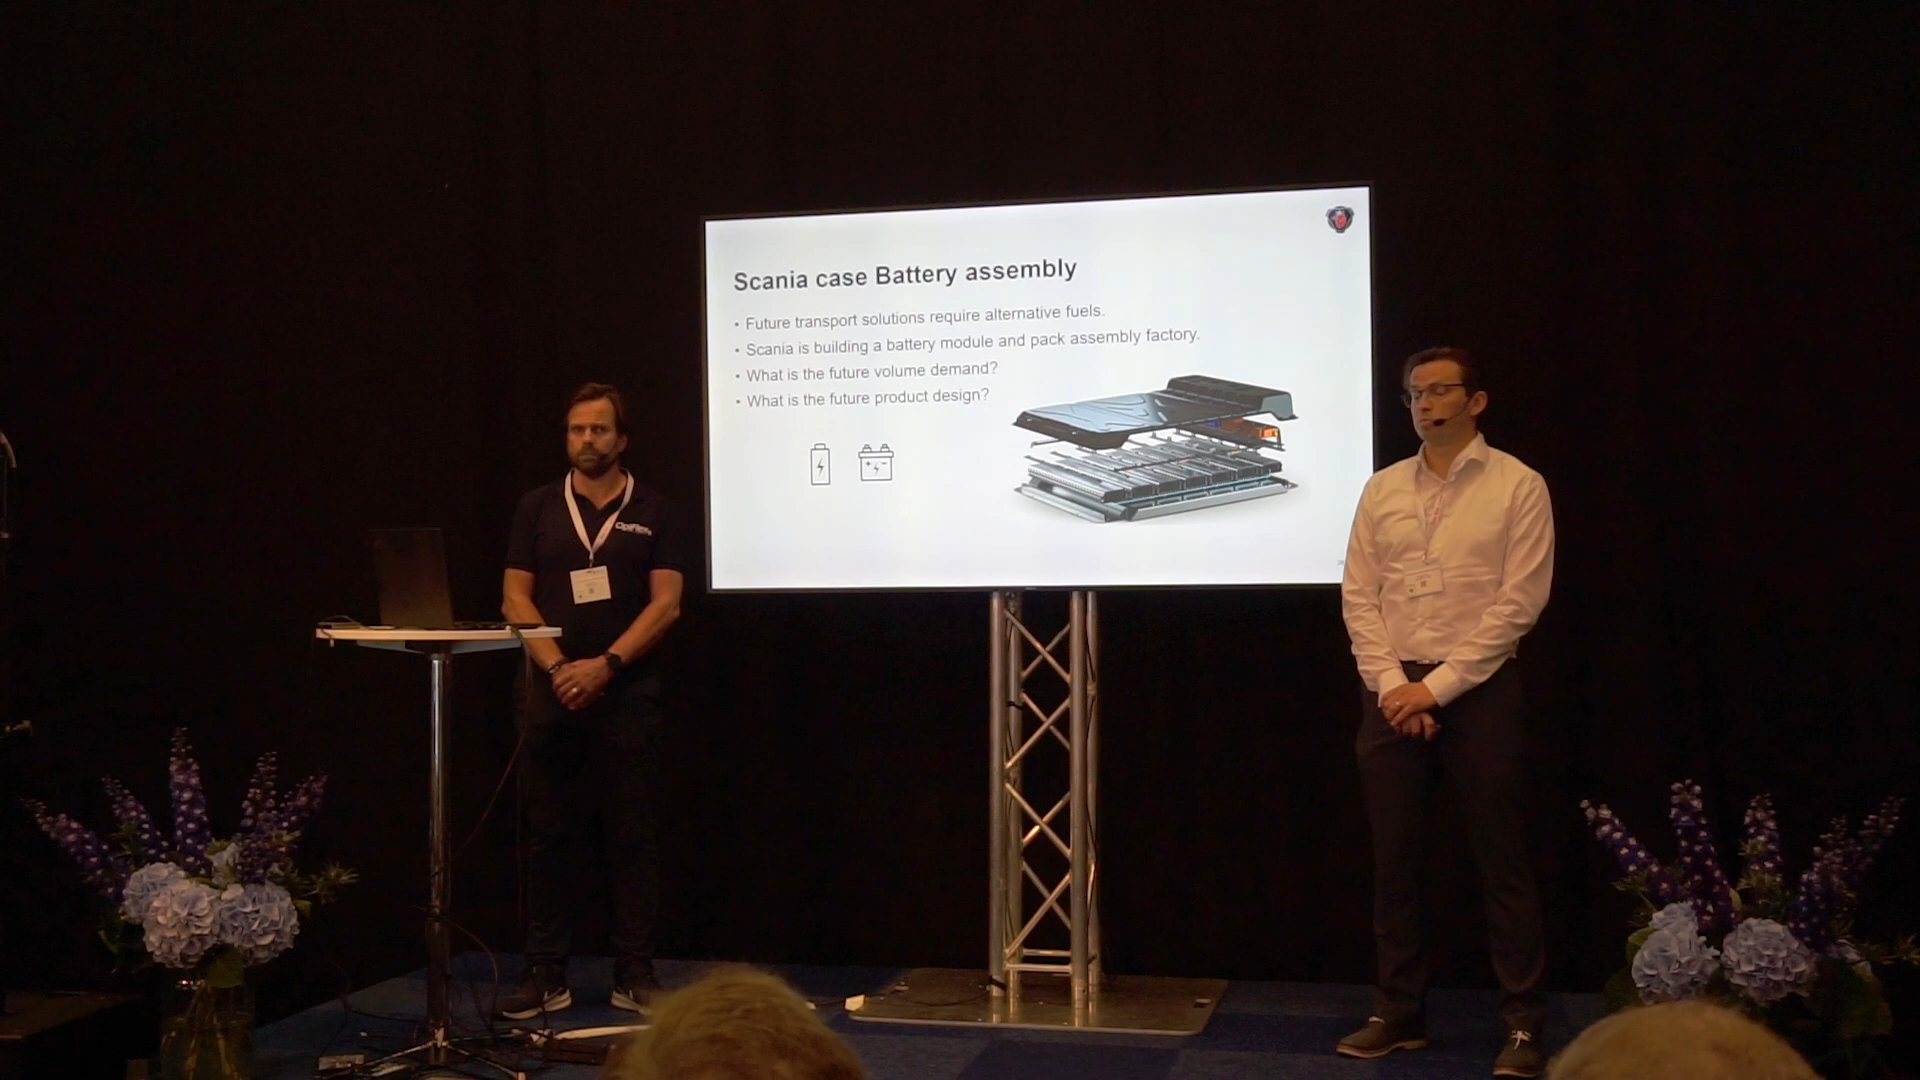 Scania case Battery assembly
• Future transport solutions require alternative fuels.
• Scania is building a battery module and pack assembly factory.
• What is the future volume demand?
• What is the future product design?
OpiFlex